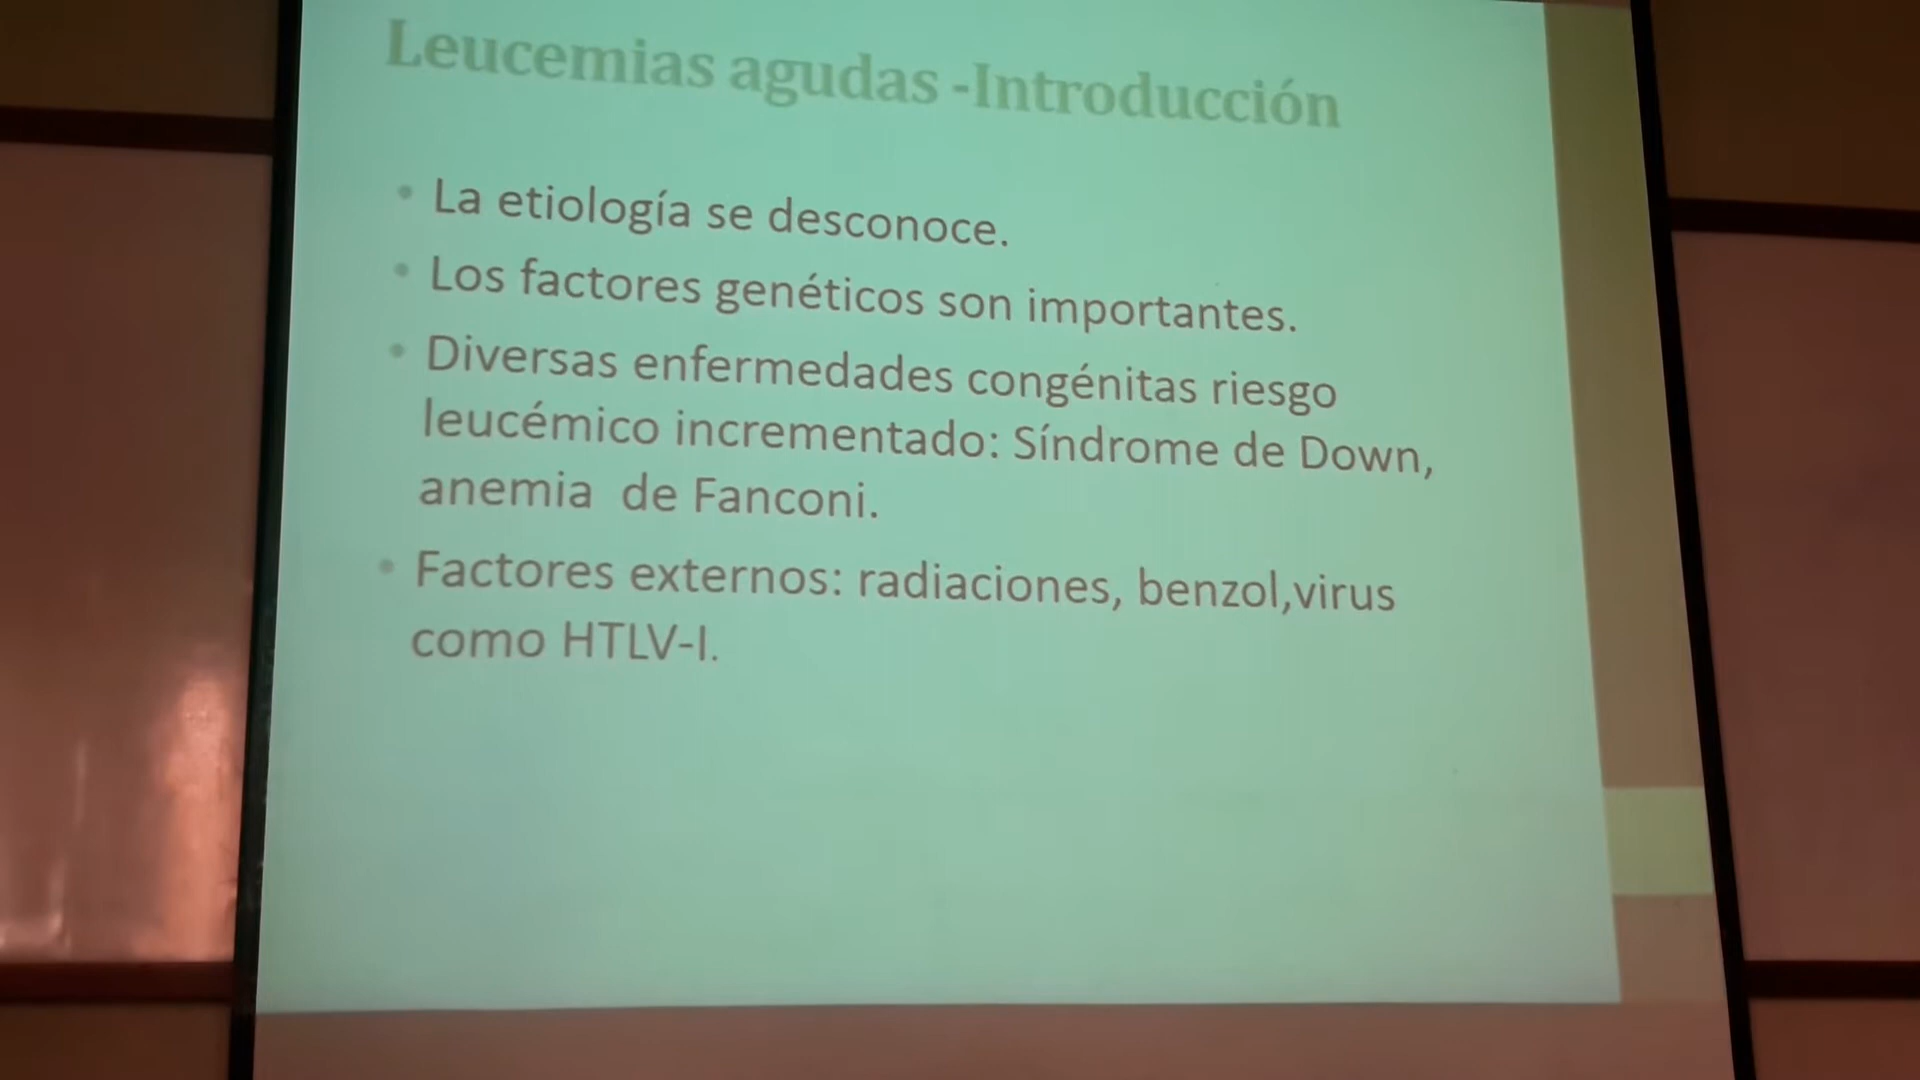 Leucemias agudas -Introducción
• La etiología se desconoce.
• Los factores genéticos son importantes.
• Diversas enfermedades congénitas riesgo
leucémico incrementado: Síndrome de Down,
anemia  de Fanconi.
• Factores externos: radiaciones, benzol,virus
como HTLV-I.